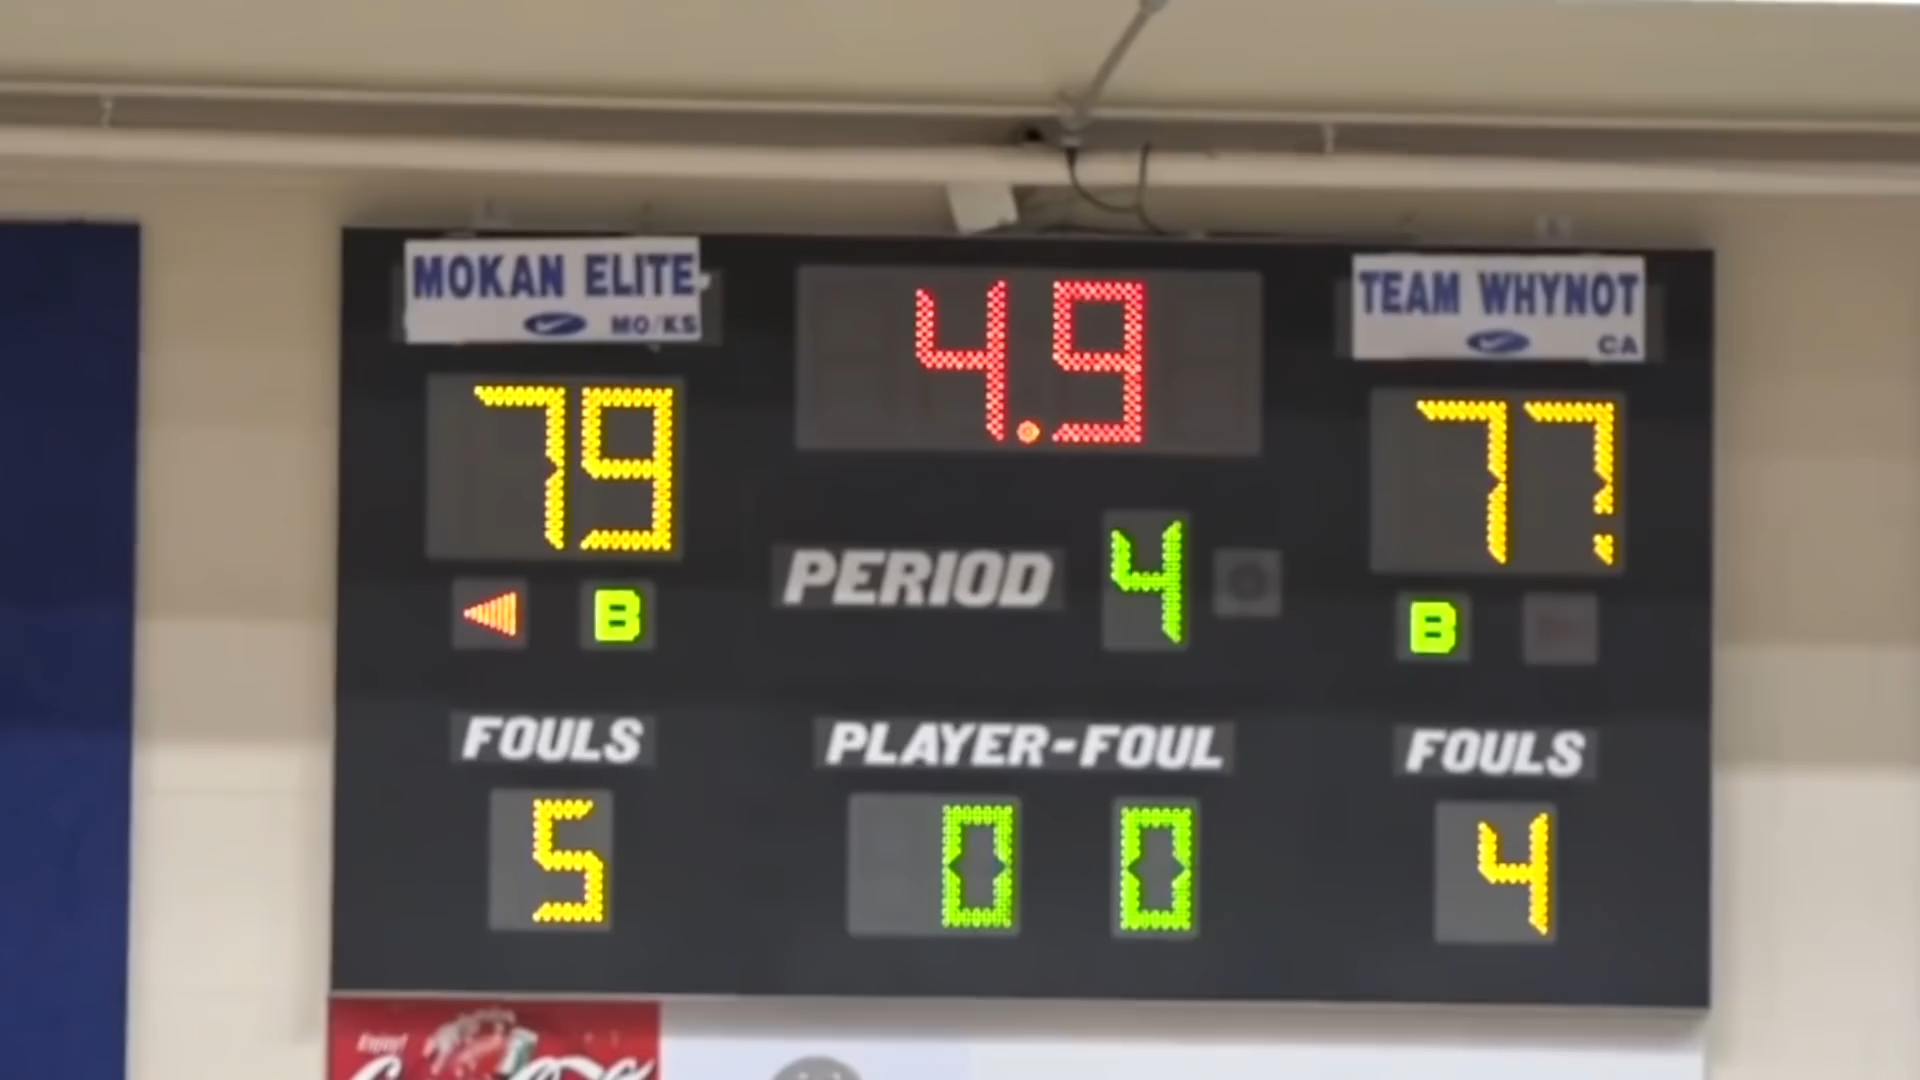 MOKAN ELITE
MO/KS
4.9
TEAM WHYNOT
CA
79
77
PERIOD 4
B
B
FOULS
PLAYER-FOUL
FOULS
5
0 0
4
Enjoy!